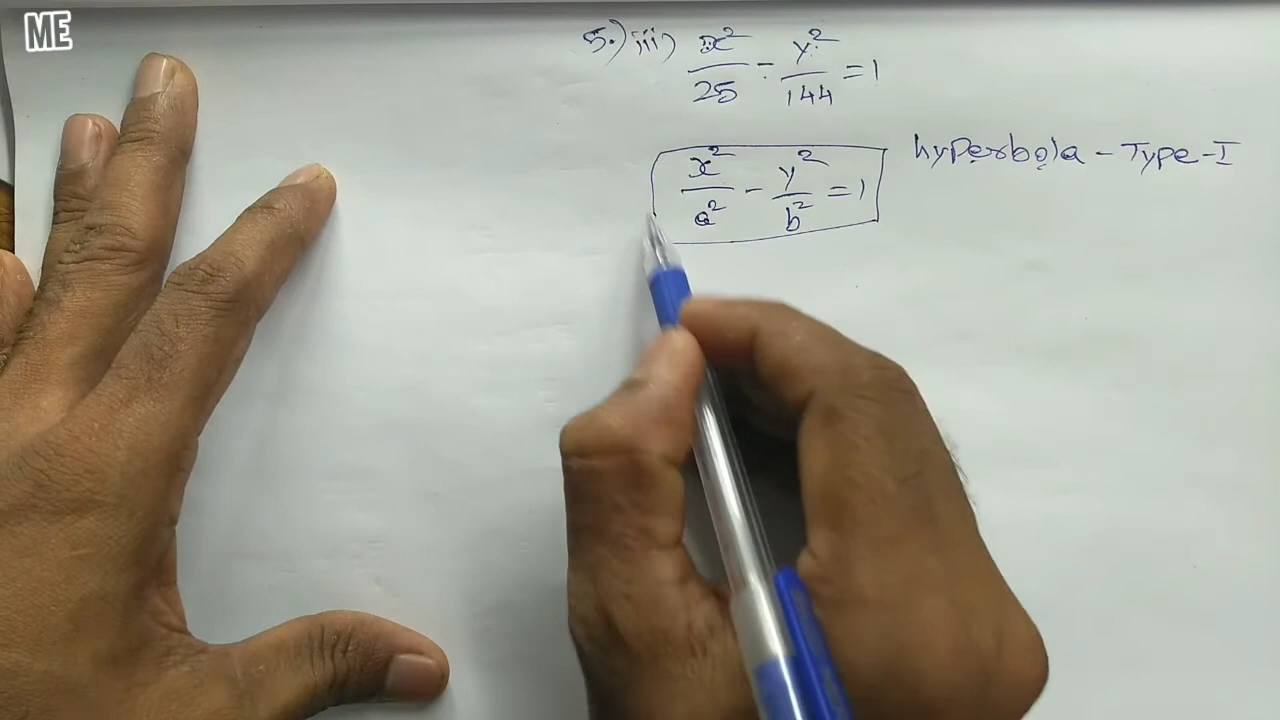 ME
5.) iii) x²/25 - y²/144 = 1
x²/a² - y²/b² = 1 hyperbola - Type-I